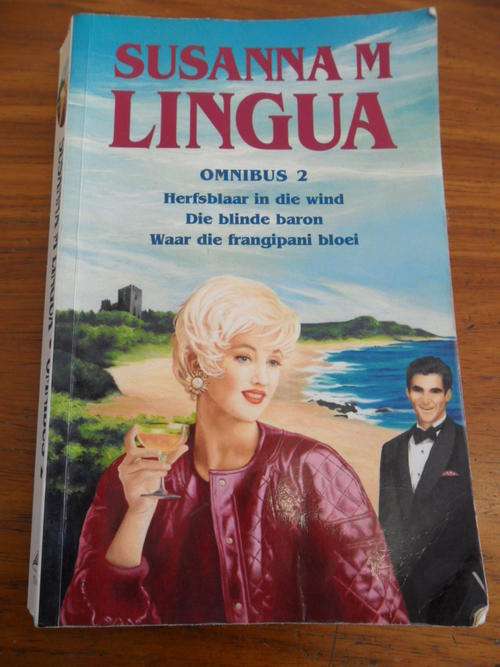 SUSANNA M
LINGUA
OMNIBUS 2
Herfsblaar in die wind
Die blinde baron
Waar die frangipani bloei